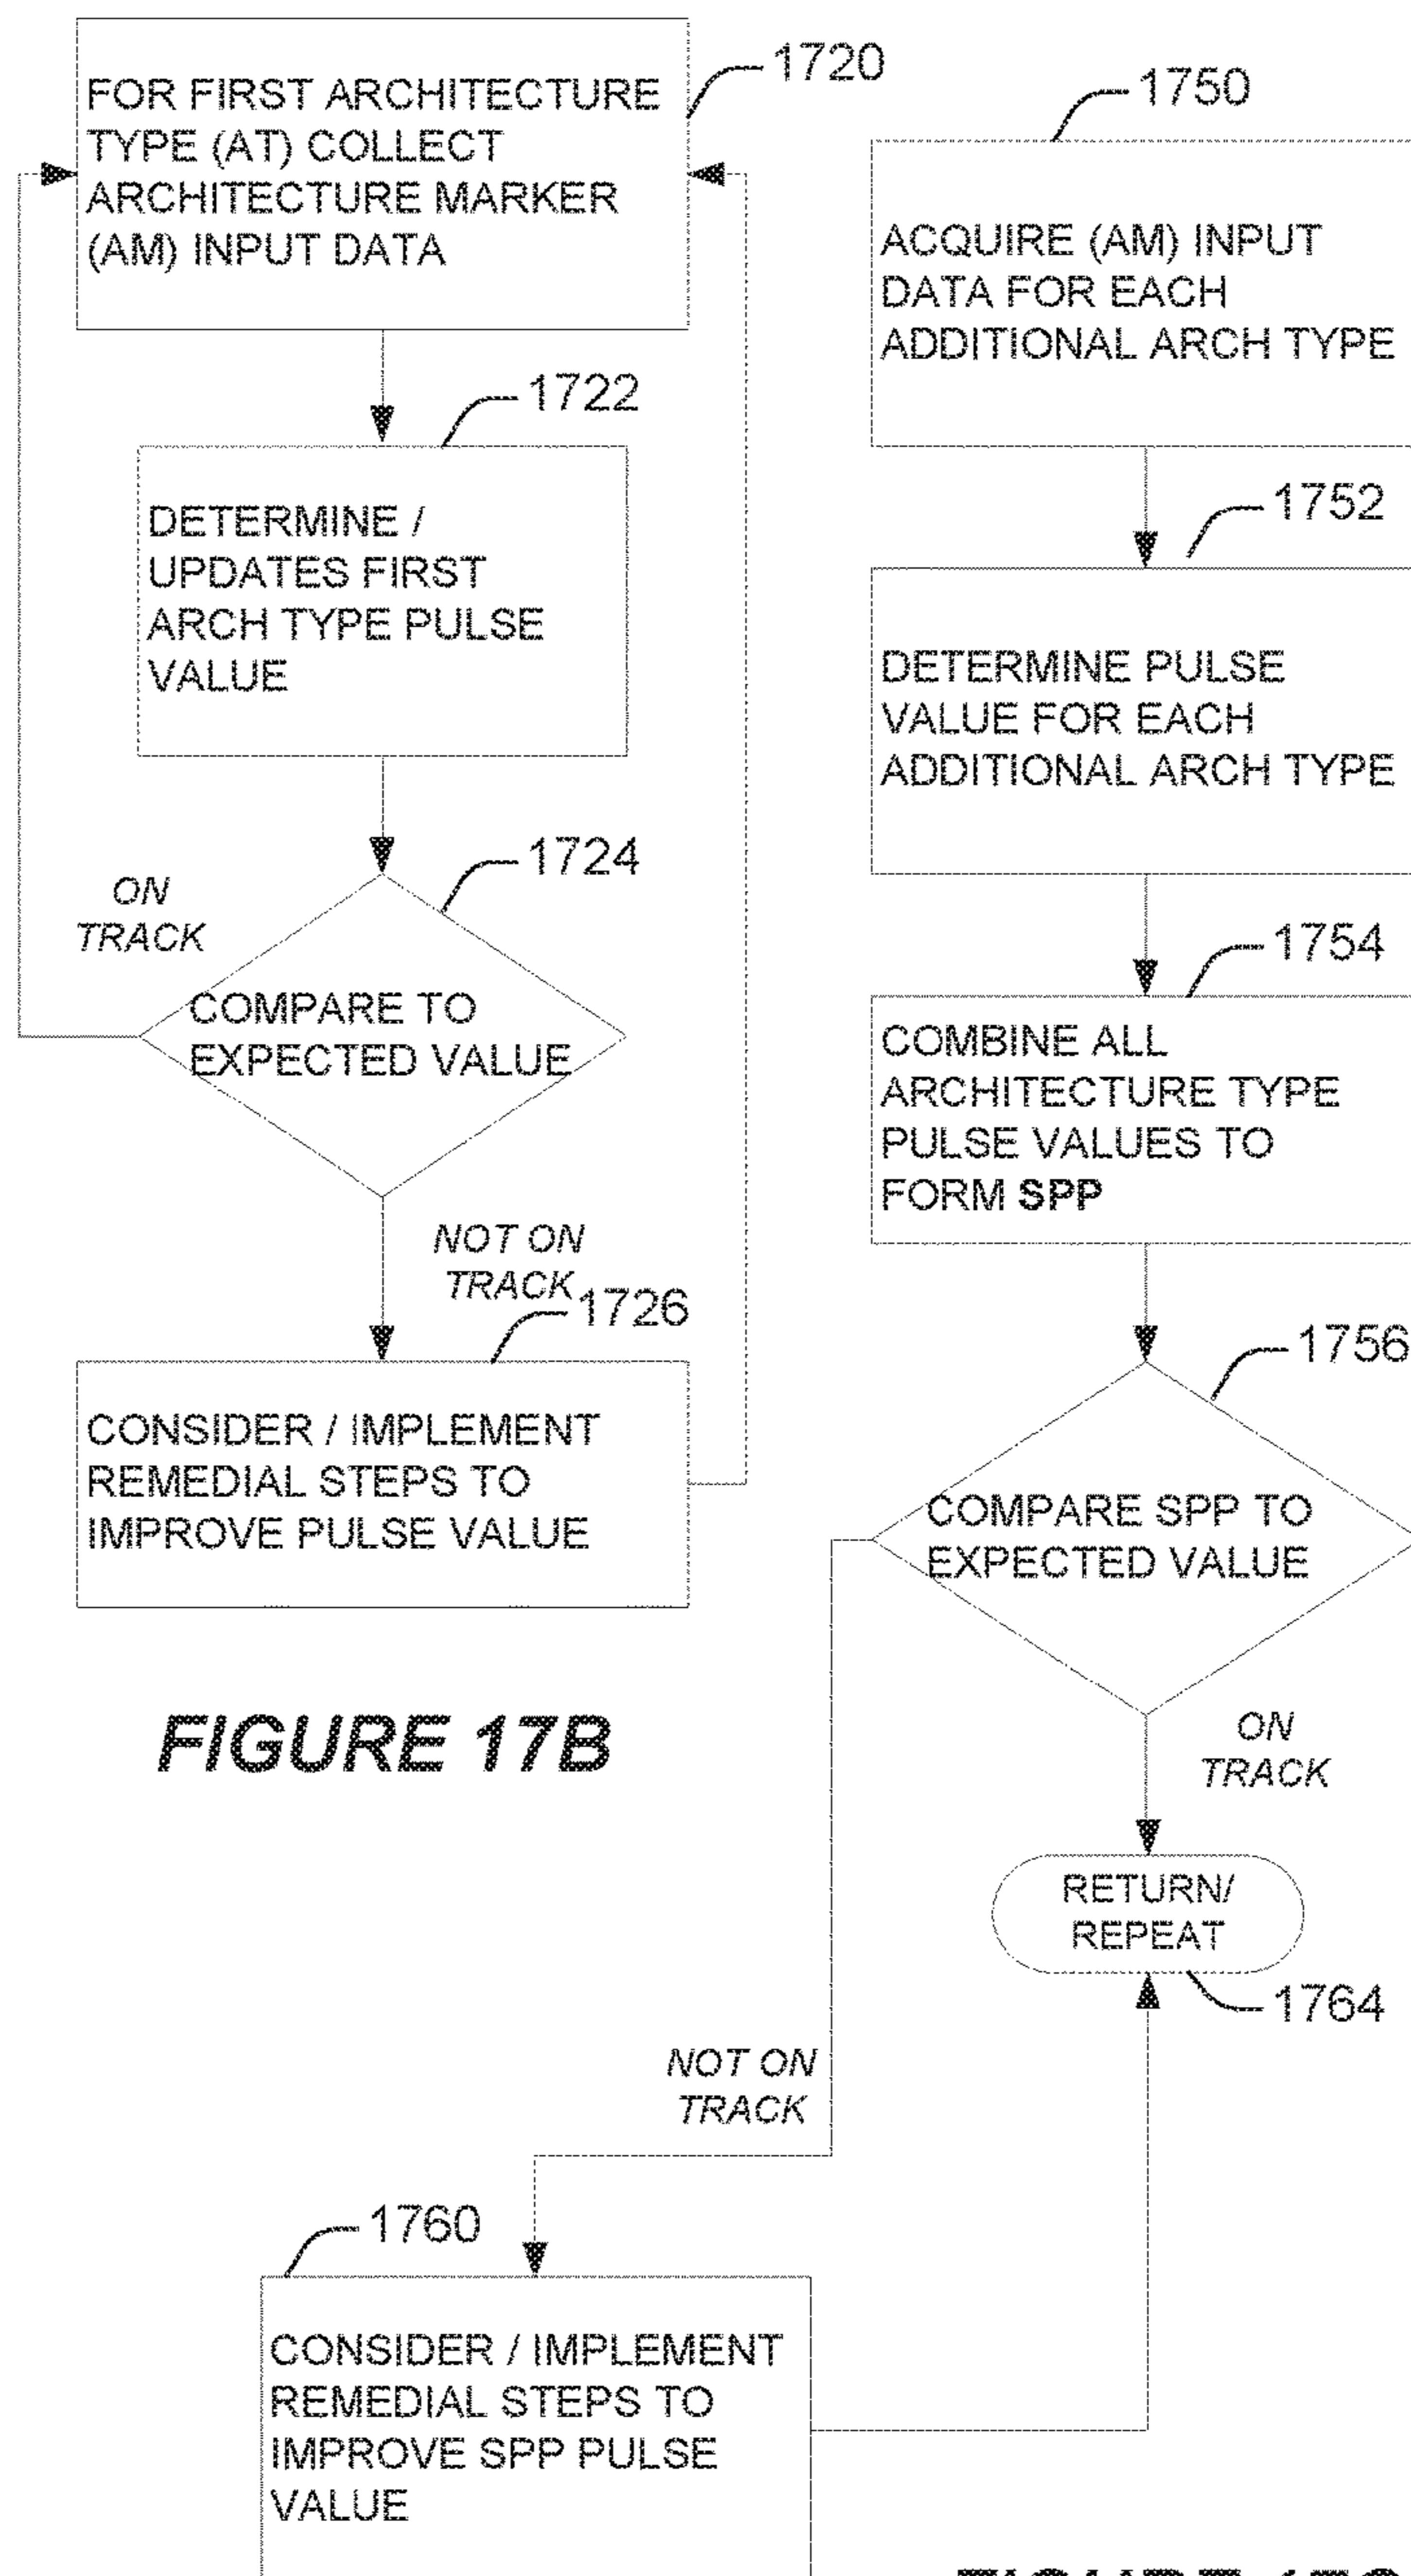 1720
FOR FIRST ARCHITECTURE
TYPE (AT) COLLECT
ARCHITECTURE MARKER
(AM) INPUT DATA
1722
DETERMINE /
UPDATES FIRST
ARCH TYPE PULSE
VALUE
1724
ON
TRACK
COMPARE TO
EXPECTED VALUE
NOT ON
TRACK
1726
CONSIDER / IMPLEMENT
REMEDIAL STEPS TO
IMPROVE PULSE VALUE
FIGURE 17B
1750
ACQUIRE (AM) INPUT
DATA FOR EACH
ADDITIONAL ARCH TYPE
1752
DETERMINE PULSE
VALUE FOR EACH
ADDITIONAL ARCH TYPE
1754
COMBINE ALL
ARCHITECTURE TYPE
PULSE VALUES TO
FORM SPP
1756
COMPARE SPP TO
EXPECTED VALUE
ON
TRACK
RETURN/
REPEAT
1764
NOT ON
TRACK
1760
CONSIDER / IMPLEMENT
REMEDIAL STEPS TO
IMPROVE SPP PULSE
VALUE